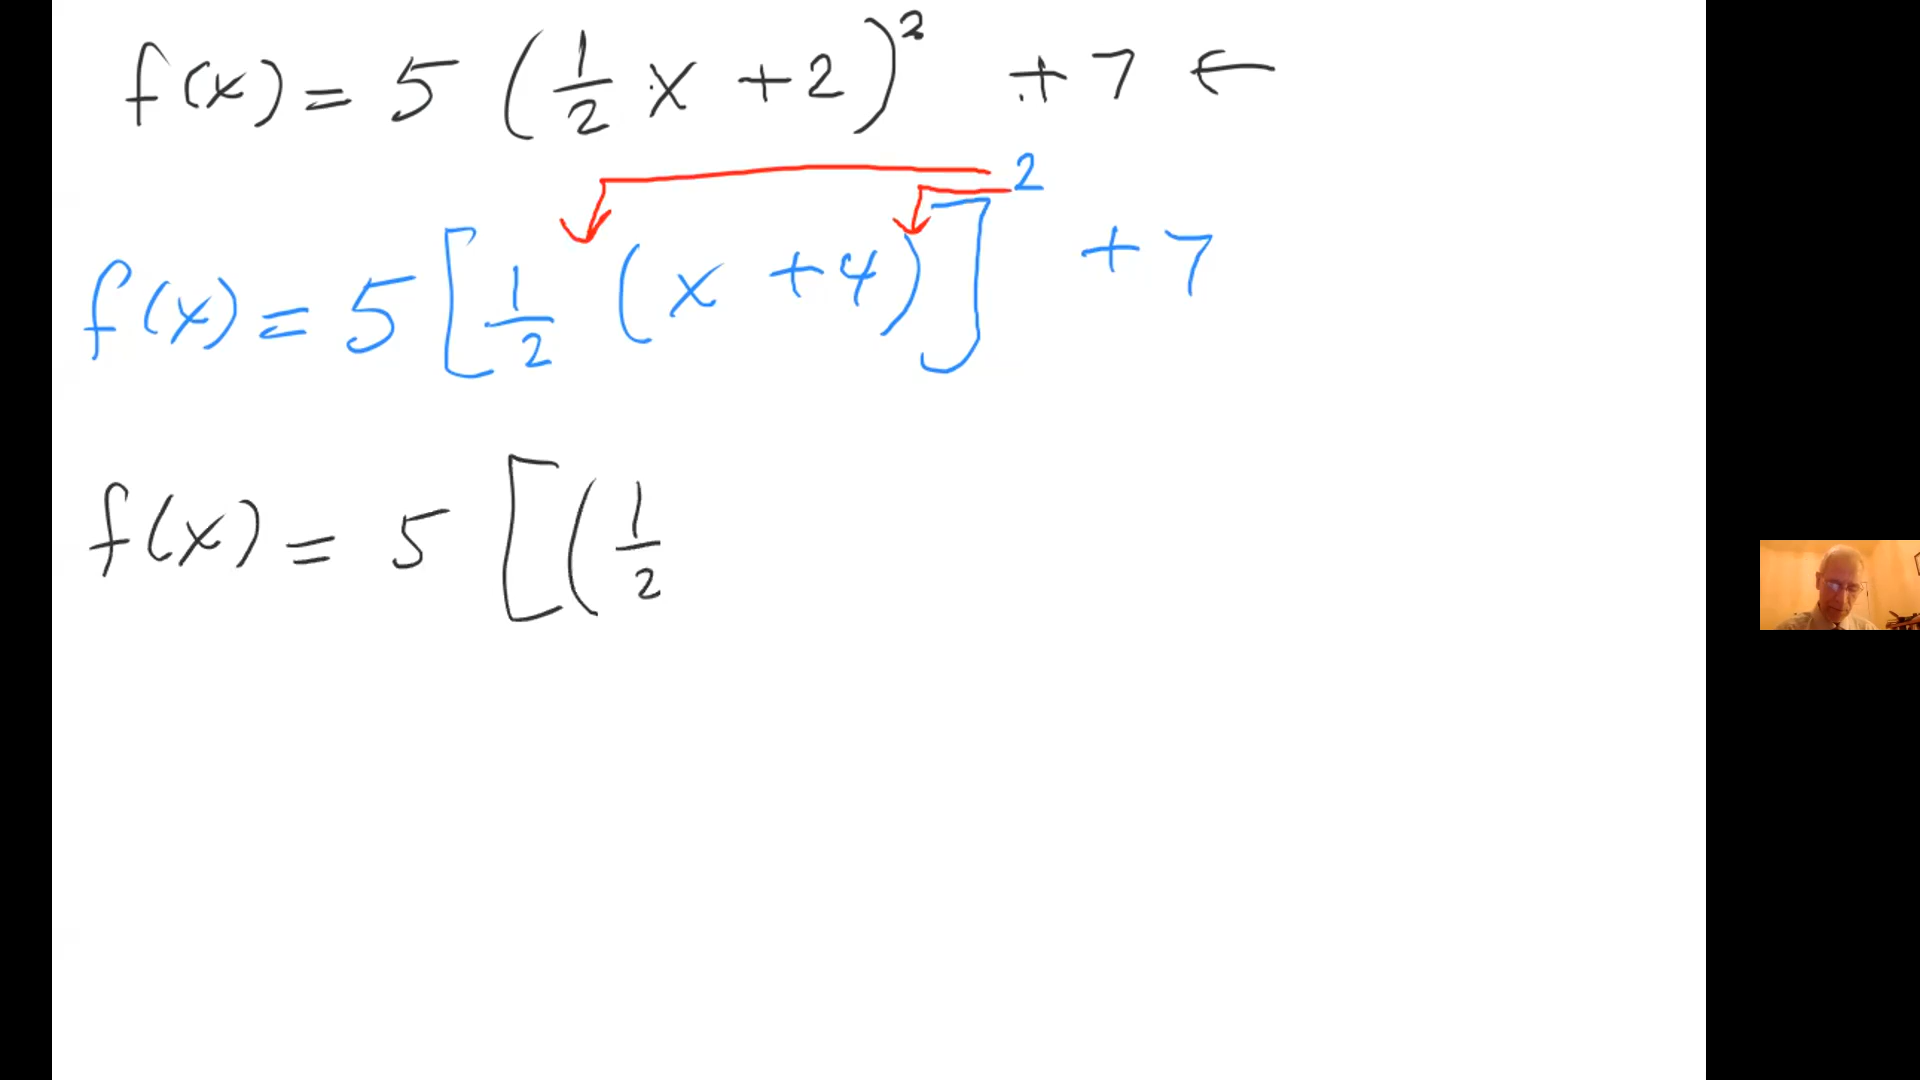 f(x) = 5 (1/2 x + 2)² + 7 ←
f(x) = 5 [1/2 (x + 4)]² + 7
f(x) = 5 [(1/2